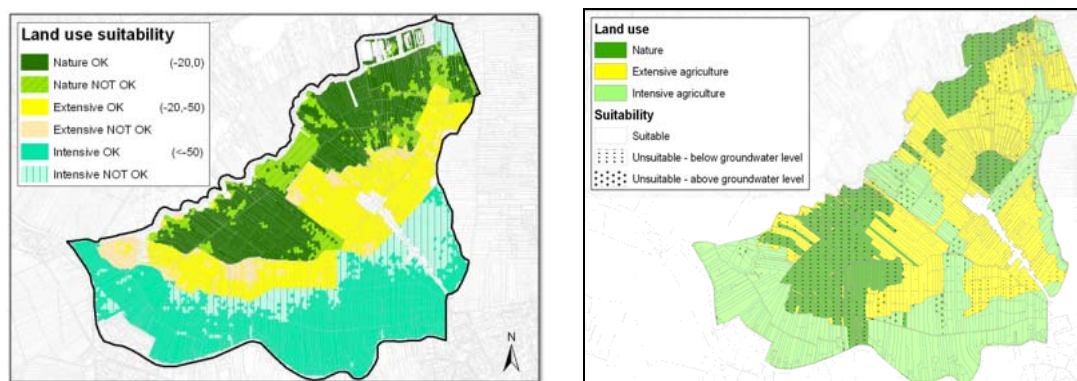 Land use suitability
Nature OK (-20,0)
Nature NOT OK
Extensive OK (-20,-50)
Extensive NOT OK
Intensive OK (<-50)
Intensive NOT OK
N
Land use
Nature
Extensive agriculture
Intensive agriculture
Suitability
Suitable
Unsuitable - below groundwater level
Unsuitable - above groundwater level